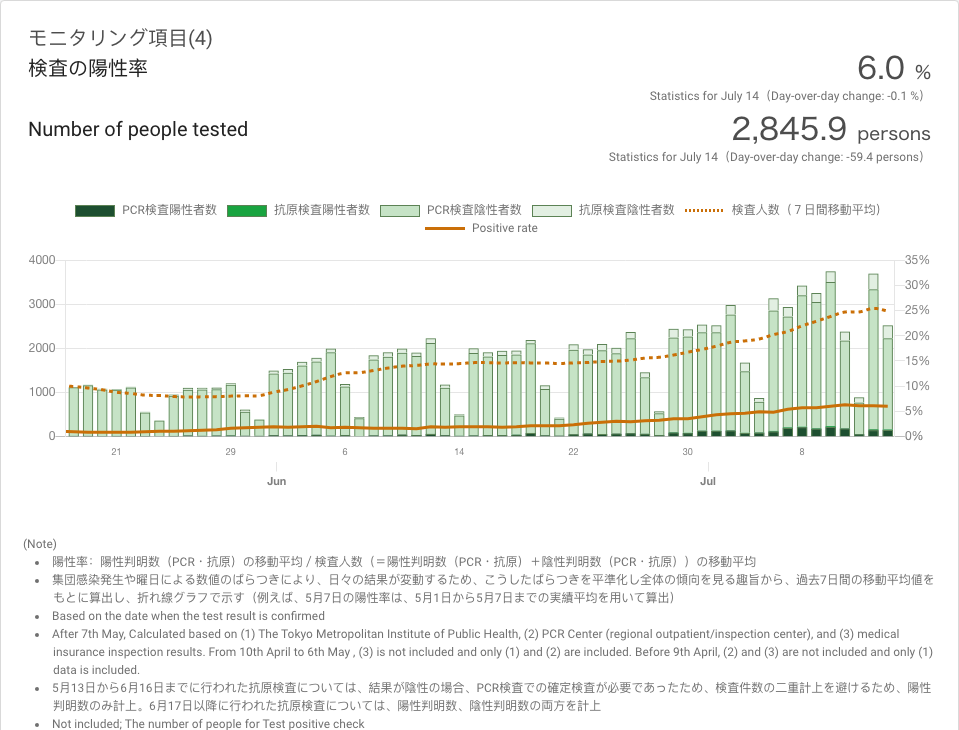 モニタリング項目(4)
検査の陽性率
6.0 %
Statistics for July 14（Day-over-day change: -0.1 %）
Number of people tested
2,845.9 persons
Statistics for July 14（Day-over-day change: -59.4 persons）
PCR検査陽性者数 抗原検査陽性者数 PCR検査陰性者数 抗原検査陰性者数 検査人数（７日間移動平均）
Positive rate
4000 35%
30%
3000 25%
20%
2000 15%
1000 10%
5%
0 0%
21 29 6 14 22 30 8
Jun Jul
(Note)
陽性率：陽性判明数（PCR・抗原）の移動平均 / 検査人数（＝陽性判明数（PCR・抗原）＋陰性判明数（PCR・抗原））の移動平均
集団感染発生や曜日による数値のばらつきにより、日々の結果が変動するため、こうしたばらつきを平準化し全体の傾向を見る趣旨から、過去7日間の移動平均値を
もとに算出し、折れ線グラフで示す（例えば、5月7日の陽性率は、5月1日から5月7日までの実績平均を用いて算出）
Based on the date when the test result is confirmed
After 7th May, Calculated based on (1) The Tokyo Metropolitan Institute of Public Health, (2) PCR Center (regional outpatient/inspection center), and (3) medical
insurance inspection results. From 10th April to 6th May , (3) is not included and only (1) and (2) are included. Before 9th April, (2) and (3) are not included and only (1)
data is included.
5月13日から6月16日までに行われた抗原検査については、結果が陰性の場合、PCR検査での確定検査が必要であったため、検査件数の二重計上を避けるため、陽性
判明数のみ計上。6月17日以降に行われた抗原検査については、陽性判明数、陰性判明数の両方を計上
Not included; The number of people for Test positive check